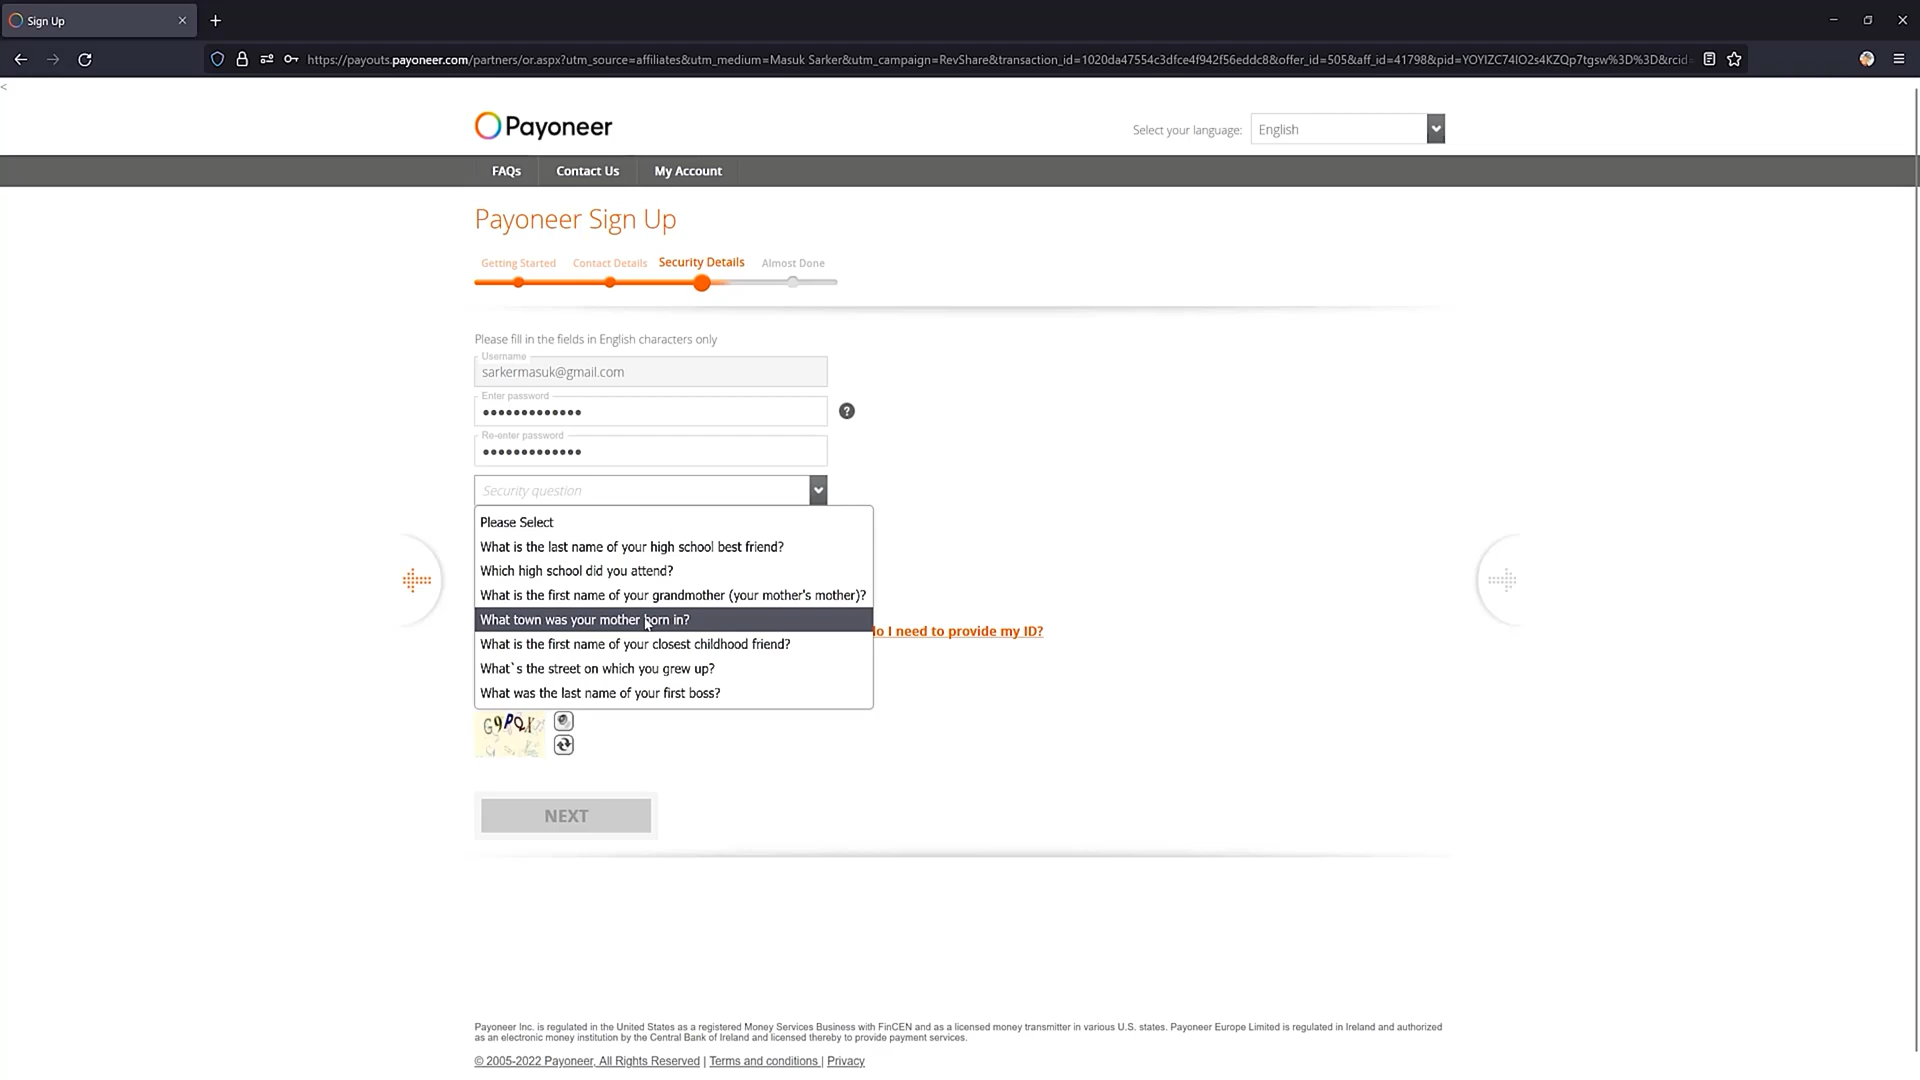 Sign Up
https://payouts.payoneer.com/partners/or.aspx?utm_source=affiliates&utm_medium=Masuk Sarker&utm_campaign=RevShare&transaction_id=1020da47554c3dfce4f942f56eddc8&offer_id=505&aff_id=41798&pid=YOYIZC74IO2s4KZQp7tgsw%3D%3D&rcid=
<
Payoneer
Select your language: English
FAQs Contact Us My Account
Payoneer Sign Up
Getting Started Contact Details Security Details Almost Done
Please fill in the fields in English characters only
Username
sarkermasuk@gmail.com
Enter password
•••••••••••••
?
Re-enter password
•••••••••••••
Security question
Please Select
What is the last name of your high school best friend?
Which high school did you attend?
What is the first name of your grandmother (your mother's mother)?
What town was your mother born in?
do I need to provide my ID?
What is the first name of your closest childhood friend?
What`s the street on which you grew up?
What was the last name of your first boss?
NEXT
Payoneer Inc. is regulated in the United States as a registered Money Services Business with FinCEN and as a licensed money transmitter in various U.S. states. Payoneer Europe Limited is regulated in Ireland and authorized
as an electronic money institution by the Central Bank of Ireland and licensed thereby to provide payment services.
© 2005-2022 Payoneer, All Rights Reserved | Terms and conditions | Privacy